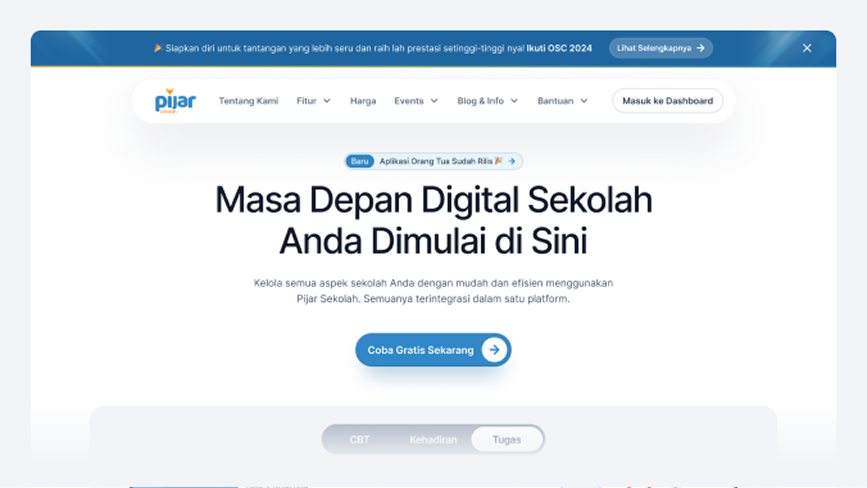 🎉 Siapkan diri untuk tantangan yang lebih seru dan raih lah prestasi setinggi-tinggi nya! Ikuti OSC 2024 Lihat Selengkapnya → ×
pijar sekolah Tentang Kami Fitur Harga Events Blog & Info Bantuan Masuk ke Dashboard
Baru Aplikasi Orang Tua Sudah Rilis 🎉 →
Masa Depan Digital Sekolah
Anda Dimulai di Sini
Kelola semua aspek sekolah Anda dengan mudah dan efisien menggunakan
Pijar Sekolah. Semuanya terintegrasi dalam satu platform.
Coba Gratis Sekarang →
CBT Kehadiran Tugas